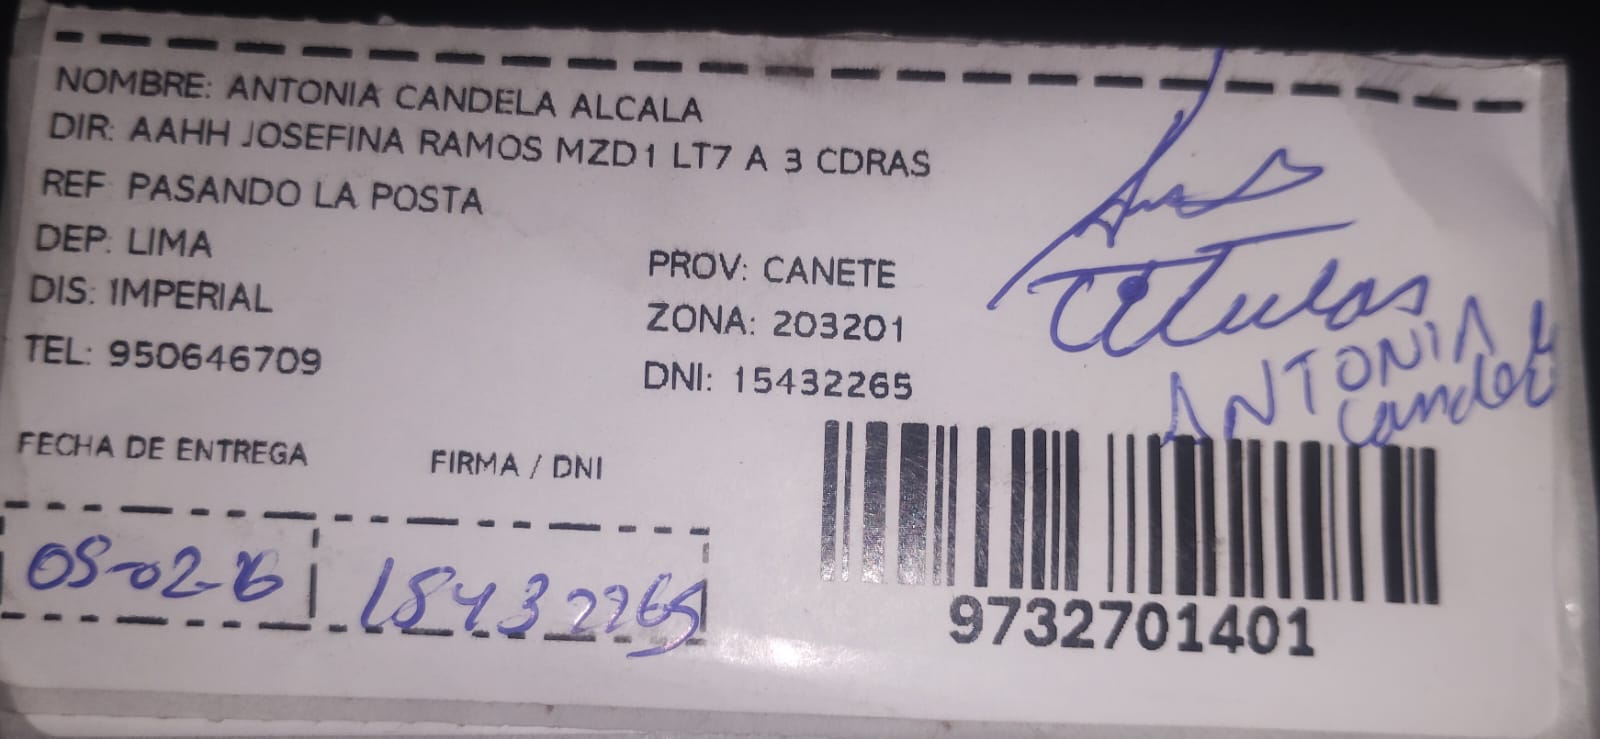 NOMBRE: ANTONIA CANDELA ALCALA
DIR: AAHH JOSEFINA RAMOS MZD1 LT7 A 3 CDRAS
REF: PASANDO LA POSTA
DEP: LIMA
PROV: CANETE
DIS: IMPERIAL
ZONA: 203201
TEL: 950646709
DNI: 15432265
Titulas
ANTONIA
Candela
FECHA DE ENTREGA
FIRMA / DNI
05-02-26
15432265
9732701401